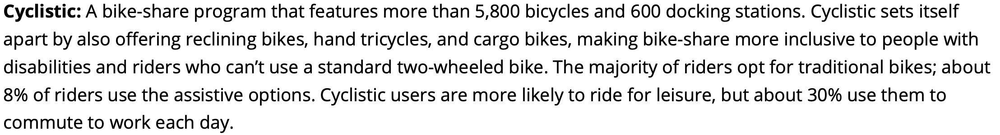 Cyclistic: A bike-share program that features more than 5,800 bicycles and 600 docking stations. Cyclistic sets itself
apart by also offering reclining bikes, hand tricycles, and cargo bikes, making bike-share more inclusive to people with
disabilities and riders who can’t use a standard two-wheeled bike. The majority of riders opt for traditional bikes; about
8% of riders use the assistive options. Cyclistic users are more likely to ride for leisure, but about 30% use them to
commute to work each day.